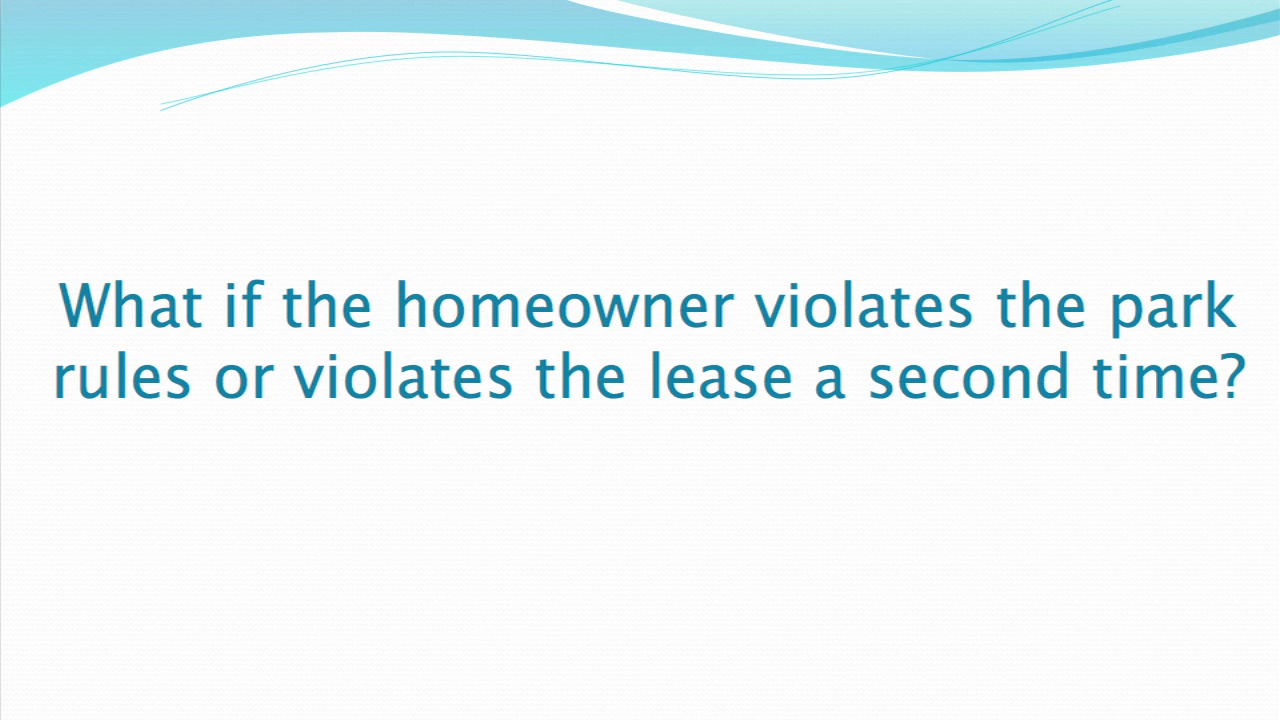 What if the homeowner violates the park
rules or violates the lease a second time?